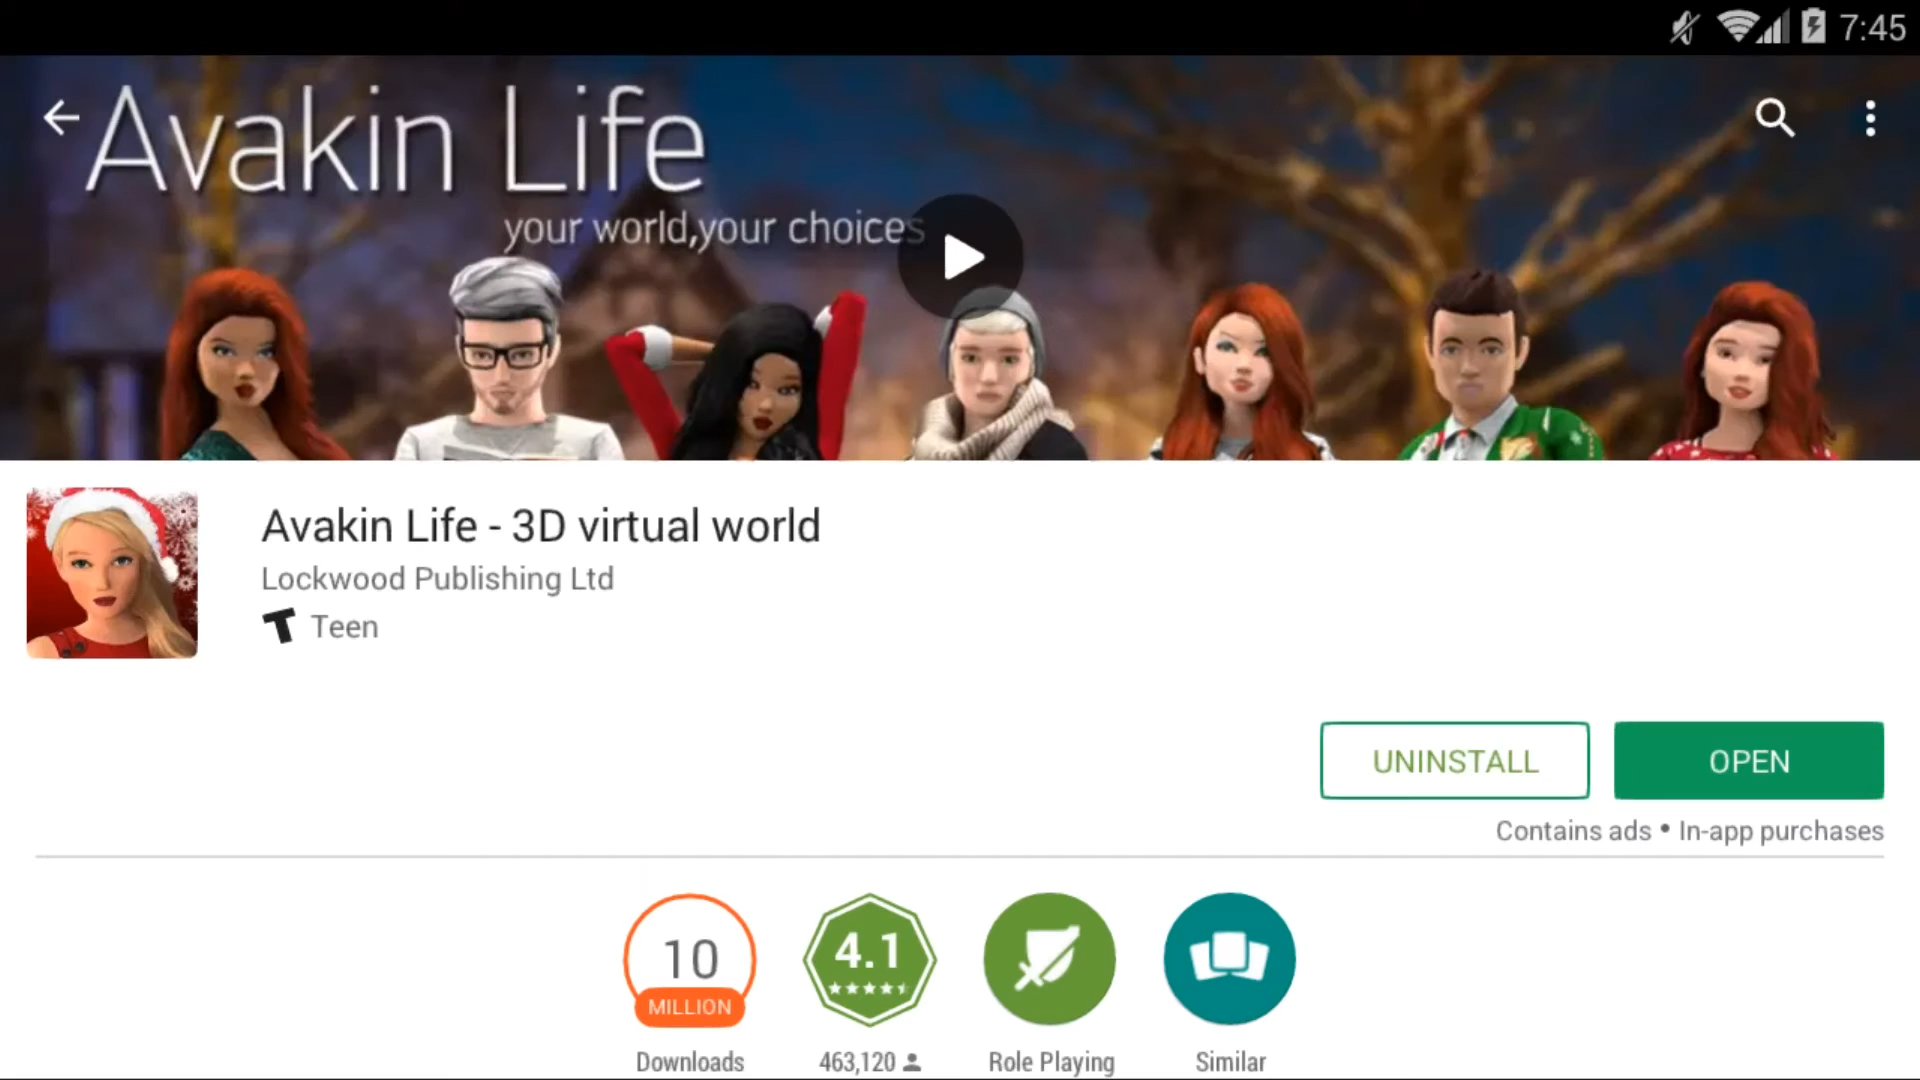 7:45
Avakin Life
your world,your choices
Avakin Life - 3D virtual world
Lockwood Publishing Ltd
T Teen
UNINSTALL
OPEN
Contains ads • In-app purchases
10
MILLION
Downloads
4.1
463,120
Role Playing
Similar